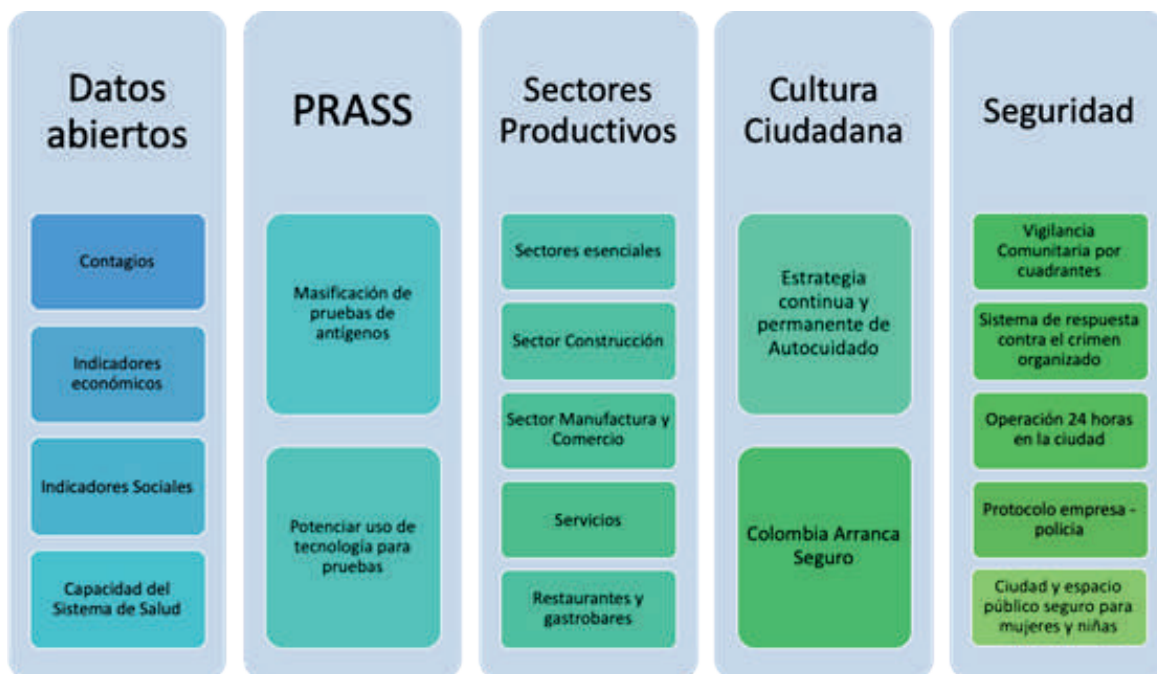 Datos
abiertos
Contagios
Indicadores
económicos
Indicadores Sociales
Capacidad del
Sistema de Salud
PRASS
Masificación de
pruebas de
antígenos
Potenciar uso de
tecnología para
pruebas
Sectores
Productivos
Sectores esenciales
Sector Construcción
Sector Manufactura y
Comercio
Servicios
Restaurantes y
gastrobares
Cultura
Ciudadana
Estrategia
continua y
permanente de
Autocuidado
Colombia Arranca
Seguro
Seguridad
Vigilancia
Comunitaria por
cuadrantes
Sistema de respuesta
contra el crimen
organizado
Operación 24 horas
en la ciudad
Protocolo empresa -
policia
Ciudad y espacio
público seguro para
mujeres y niñas